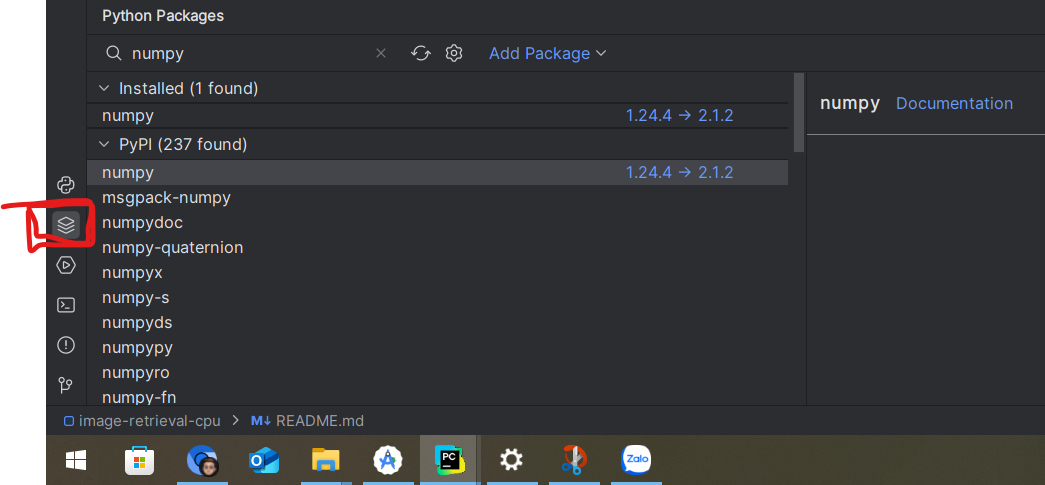 Python Packages
numpy Add Package
Installed (1 found)
numpy 1.24.4 → 2.1.2
PyPI (237 found)
numpy 1.24.4 → 2.1.2
msgpack-numpy
numpydoc
numpy-quaternion
numpyx
numpy-s
numpyds
numpypy
numpyro
numpy-fn
numpy Documentation
image-retrieval-cpu > M↓ README.md
PC
Zalo